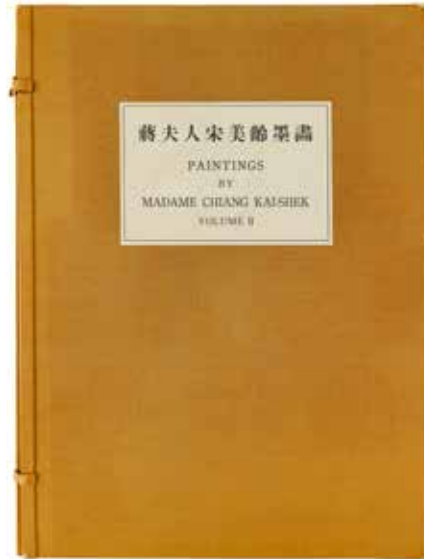 蔣夫人宋美齡墨畫
PAINTINGS
BY
MADAME CHIANG KAI-SHEK
VOLUME II